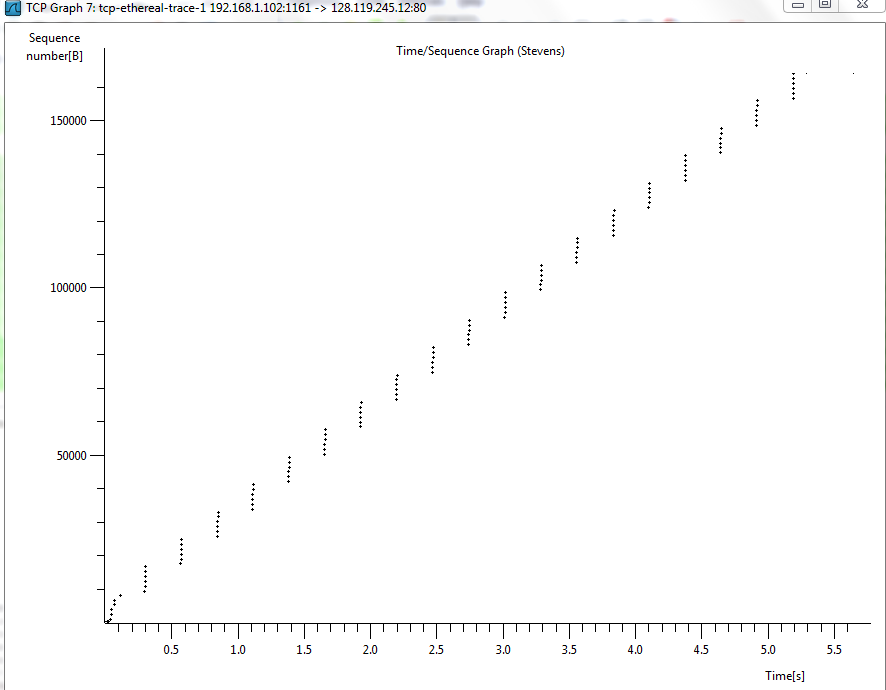 TCP Graph 7: tcp-ethereal-trace-1 192.168.1.102:1161 -> 128.119.245.12:80
Sequence
number[B]
Time/Sequence Graph (Stevens)
150000
100000
50000
0.5 1.0 1.5 2.0 2.5 3.0 3.5 4.0 4.5 5.0 5.5
Time[s]